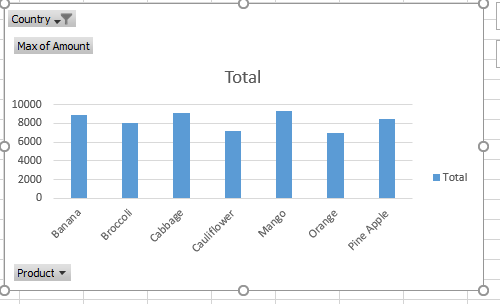 Country
Max of Amount
Total
10000
8000
6000
4000
2000
0
Banana
Broccoli
Cabbage
Cauliflower
Mango
Orange
Pine Apple
Total
Product